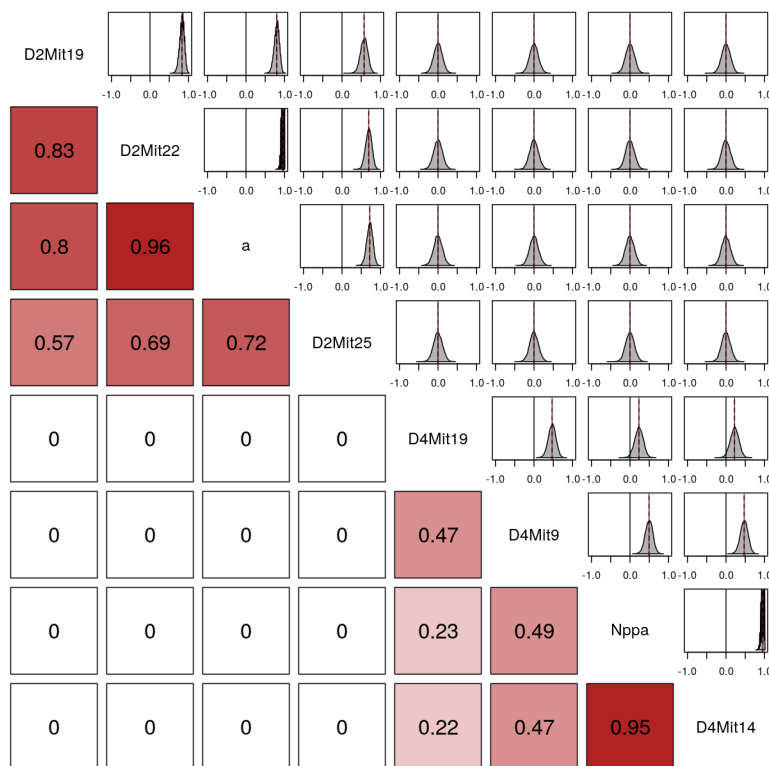 D2Mit19
-1.0 0.0 1.0 -1.0 0.0 1.0 -1.0 0.0 1.0 -1.0 0.0 1.0 -1.0 0.0 1.0 -1.0 0.0 1.0 -1.0 0.0 1.0
0.83 D2Mit22
-1.0 0.0 1.0 -1.0 0.0 1.0 -1.0 0.0 1.0 -1.0 0.0 1.0 -1.0 0.0 1.0 -1.0 0.0 1.0
0.8 0.96 a
-1.0 0.0 1.0 -1.0 0.0 1.0 -1.0 0.0 1.0 -1.0 0.0 1.0 -1.0 0.0 1.0
0.57 0.69 0.72 D2Mit25
-1.0 0.0 1.0 -1.0 0.0 1.0 -1.0 0.0 1.0 -1.0 0.0 1.0
0 0 0 0 D4Mit19
-1.0 0.0 1.0 -1.0 0.0 1.0 -1.0 0.0 1.0
0 0 0 0 0.47 D4Mit9
-1.0 0.0 1.0 -1.0 0.0 1.0
0 0 0 0 0.23 0.49 Nppa
-1.0 0.0 1.0
0 0 0 0 0.22 0.47 0.95 D4Mit14